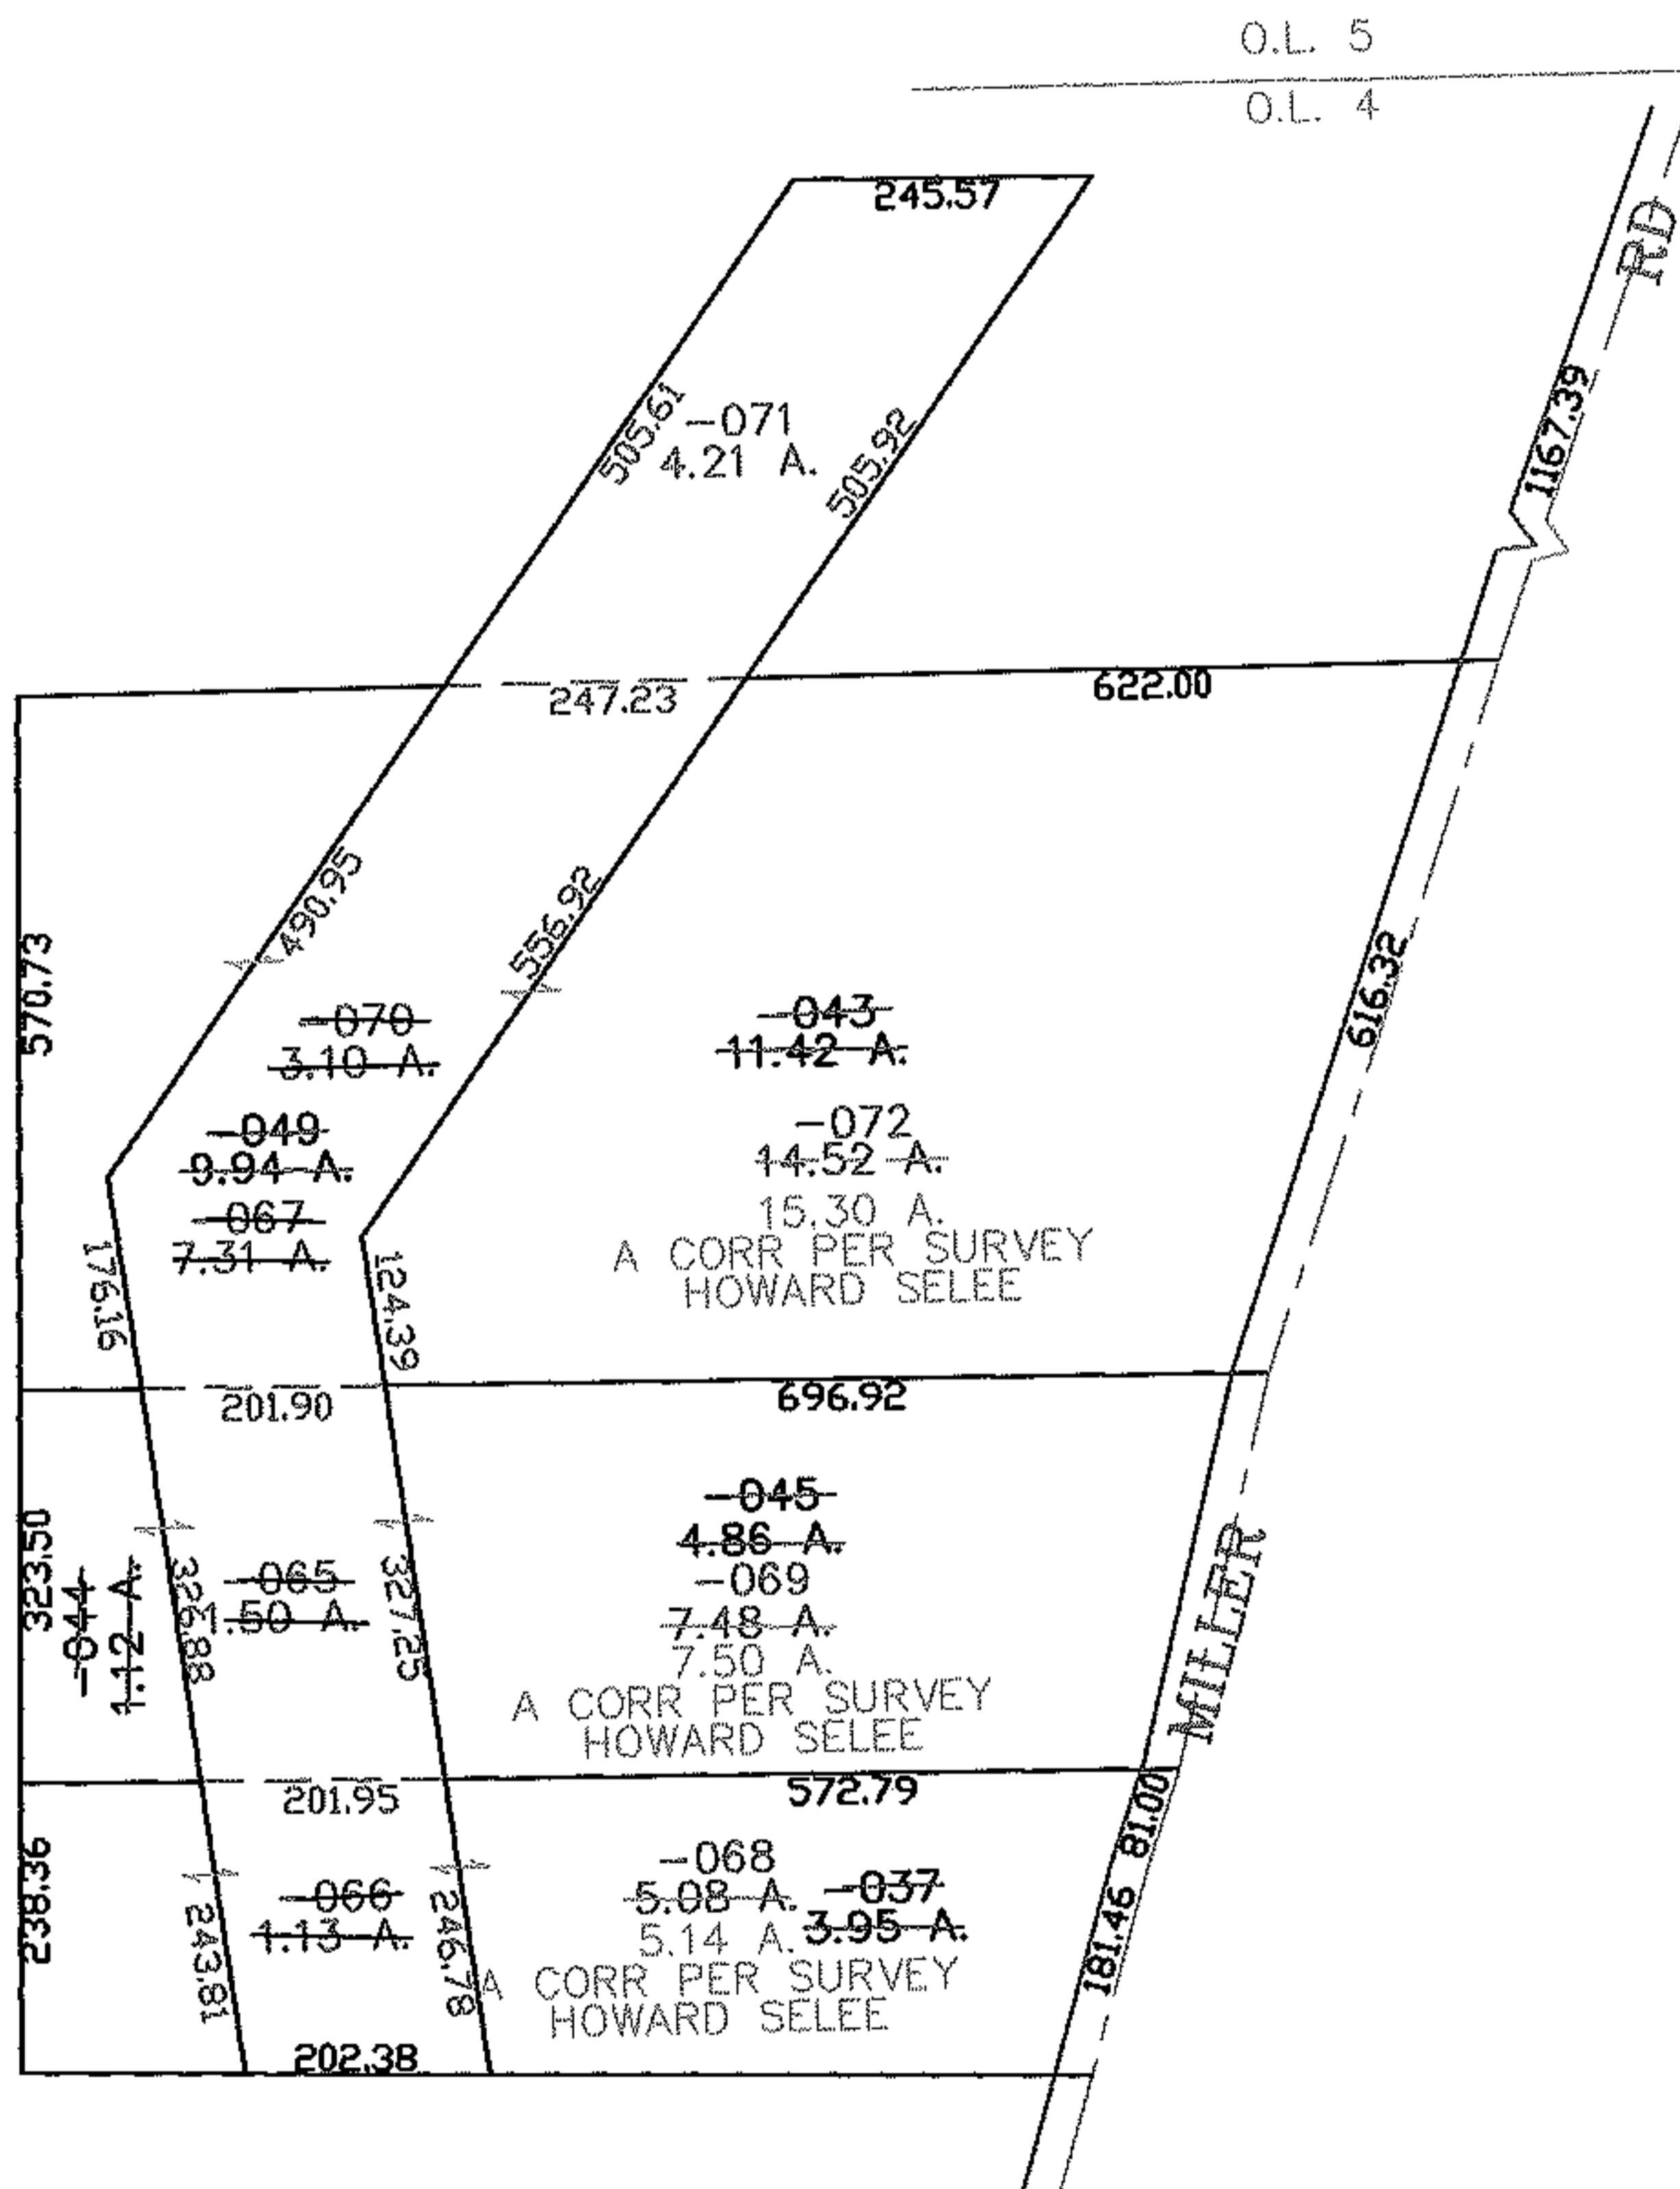 O.L. 5
O.L. 4
245.57
RD
505.61
-071
4.21 A.
505.92
1167.39
247.23
622.00
490.95
556.92
570.73
616.32
-070
3.10 A.
-043
11.42 A.
-049
9.94 A.
-072
14.52 A.
-067
7.31 A.
15.30 A.
A CORR PER SURVEY
HOWARD SELEE
176.16
124.39
201.90
696.92
323.50
-044
1.12 A.
326.88
-065
1.50 A.
327.25
-045
4.86 A.
-069
7.48 A.
7.50 A.
A CORR PER SURVEY
HOWARD SELEE
MILLER
201.95
572.79
81.00
238.36
243.81
-066
1.13 A.
246.78
-068
5.08 A.
-037
3.95 A.
5.14 A.
A CORR PER SURVEY
HOWARD SELEE
181.46
202.38